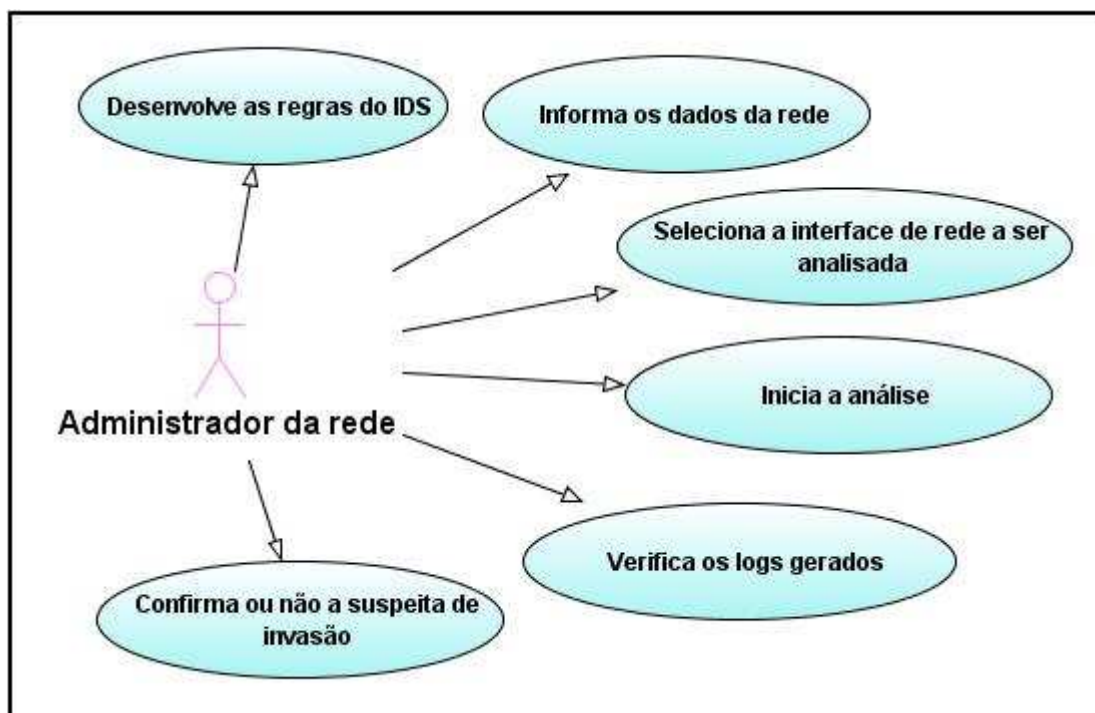 Desenvolve as regras do IDS
Informa os dados da rede
Seleciona a interface de rede a ser
analisada
Inicia a análise
Administrador da rede
Verifica os logs gerados
Confirma ou não a suspeita de
invasão